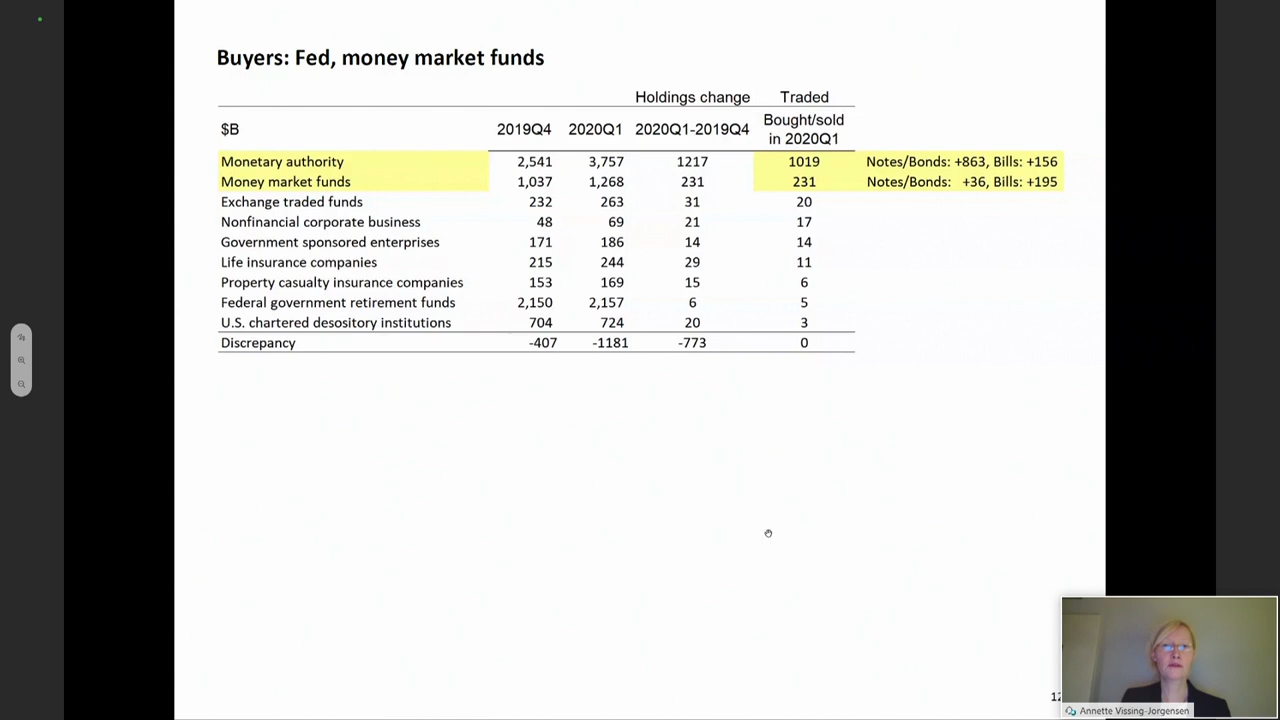 Buyers: Fed, money market funds
Holdings change Traded
$B 2019Q4 2020Q1 2020Q1-2019Q4 Bought/sold in 2020Q1
Monetary authority 2,541 3,757 1217 1019 Notes/Bonds: +863, Bills: +156
Money market funds 1,037 1,268 231 231 Notes/Bonds: +36, Bills: +195
Exchange traded funds 232 263 31 20
Nonfinancial corporate business 48 69 21 17
Government sponsored enterprises 171 186 14 14
Life insurance companies 215 244 29 11
Property casualty insurance companies 153 169 15 6
Federal government retirement funds 2,150 2,157 6 5
U.S. chartered desository institutions 704 724 20 3
Discrepancy -407 -1181 -773 0
Annette Vissing-Jorgensen